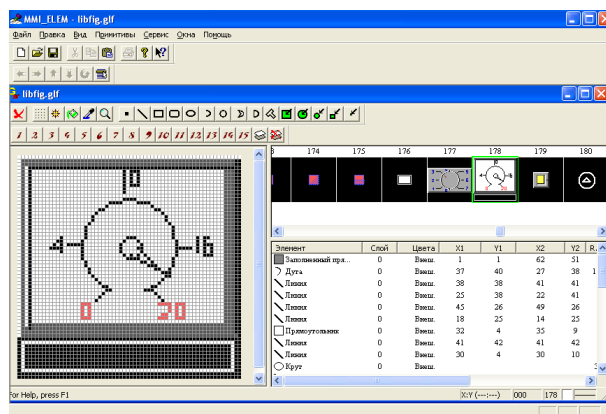 MMI_ELEM - libfig.glf
Файл Правка Вид Примитивы Сервис Окна Помощь
libfig.glf
1 2 3 4 5 6 7 8 9 10 11 12 13 14 15
174 175 176 177 178 179 180
10
4 16
0 20
Элемент Слой Цвета X1 Y1 X2 Y2 R...
Заполненный пря... 0 Внеш. 1 1 62 51
Дуга 0 Внеш. 37 40 27 38
Линия 0 Внеш. 38 38 41 41
Линия 0 Внеш. 25 38 22 41
Линия 0 Внеш. 45 26 49 26
Линия 0 Внеш. 18 25 14 25
Прямоугольник 0 Внеш. 32 4 35 9
Линия 0 Внеш. 41 42 41 42
Линия 0 Внеш. 30 4 30 10
Круг 0 Внеш.
For Help, press F1
X:Y (---:---) 000 178